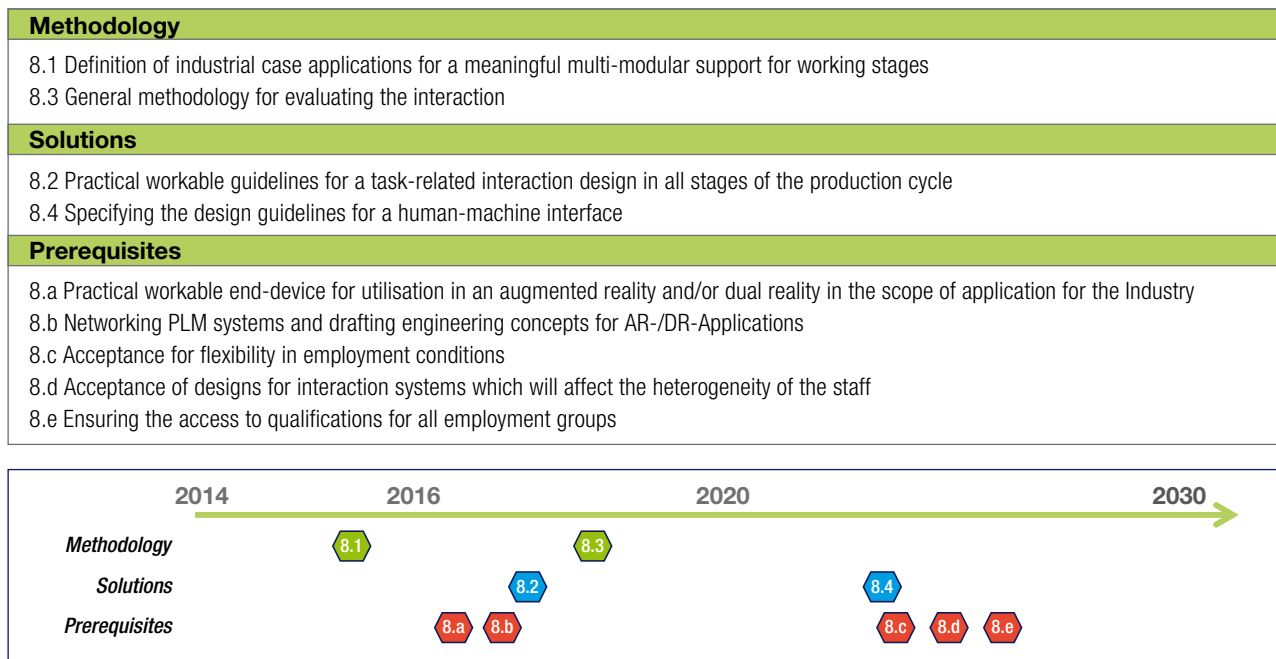 Methodology
8.1 Definition of industrial case applications for a meaningful multi-modular support for working stages
8.3 General methodology for evaluating the interaction
Solutions
8.2 Practical workable guidelines for a task-related interaction design in all stages of the production cycle
8.4 Specifying the design guidelines for a human-machine interface
Prerequisites
8.a Practical workable end-device for utilisation in an augmented reality and/or dual reality in the scope of application for the Industry
8.b Networking PLM systems and drafting engineering concepts for AR-/DR-Applications
8.c Acceptance for flexibility in employment conditions
8.d Acceptance of designs for interaction systems which will affect the heterogeneity of the staff
8.e Ensuring the access to qualifications for all employment groups
2014 2016 2020 2030
Methodology 8.1 8.3
Solutions 8.2 8.4
Prerequisites 8.a 8.b 8.c 8.d 8.e